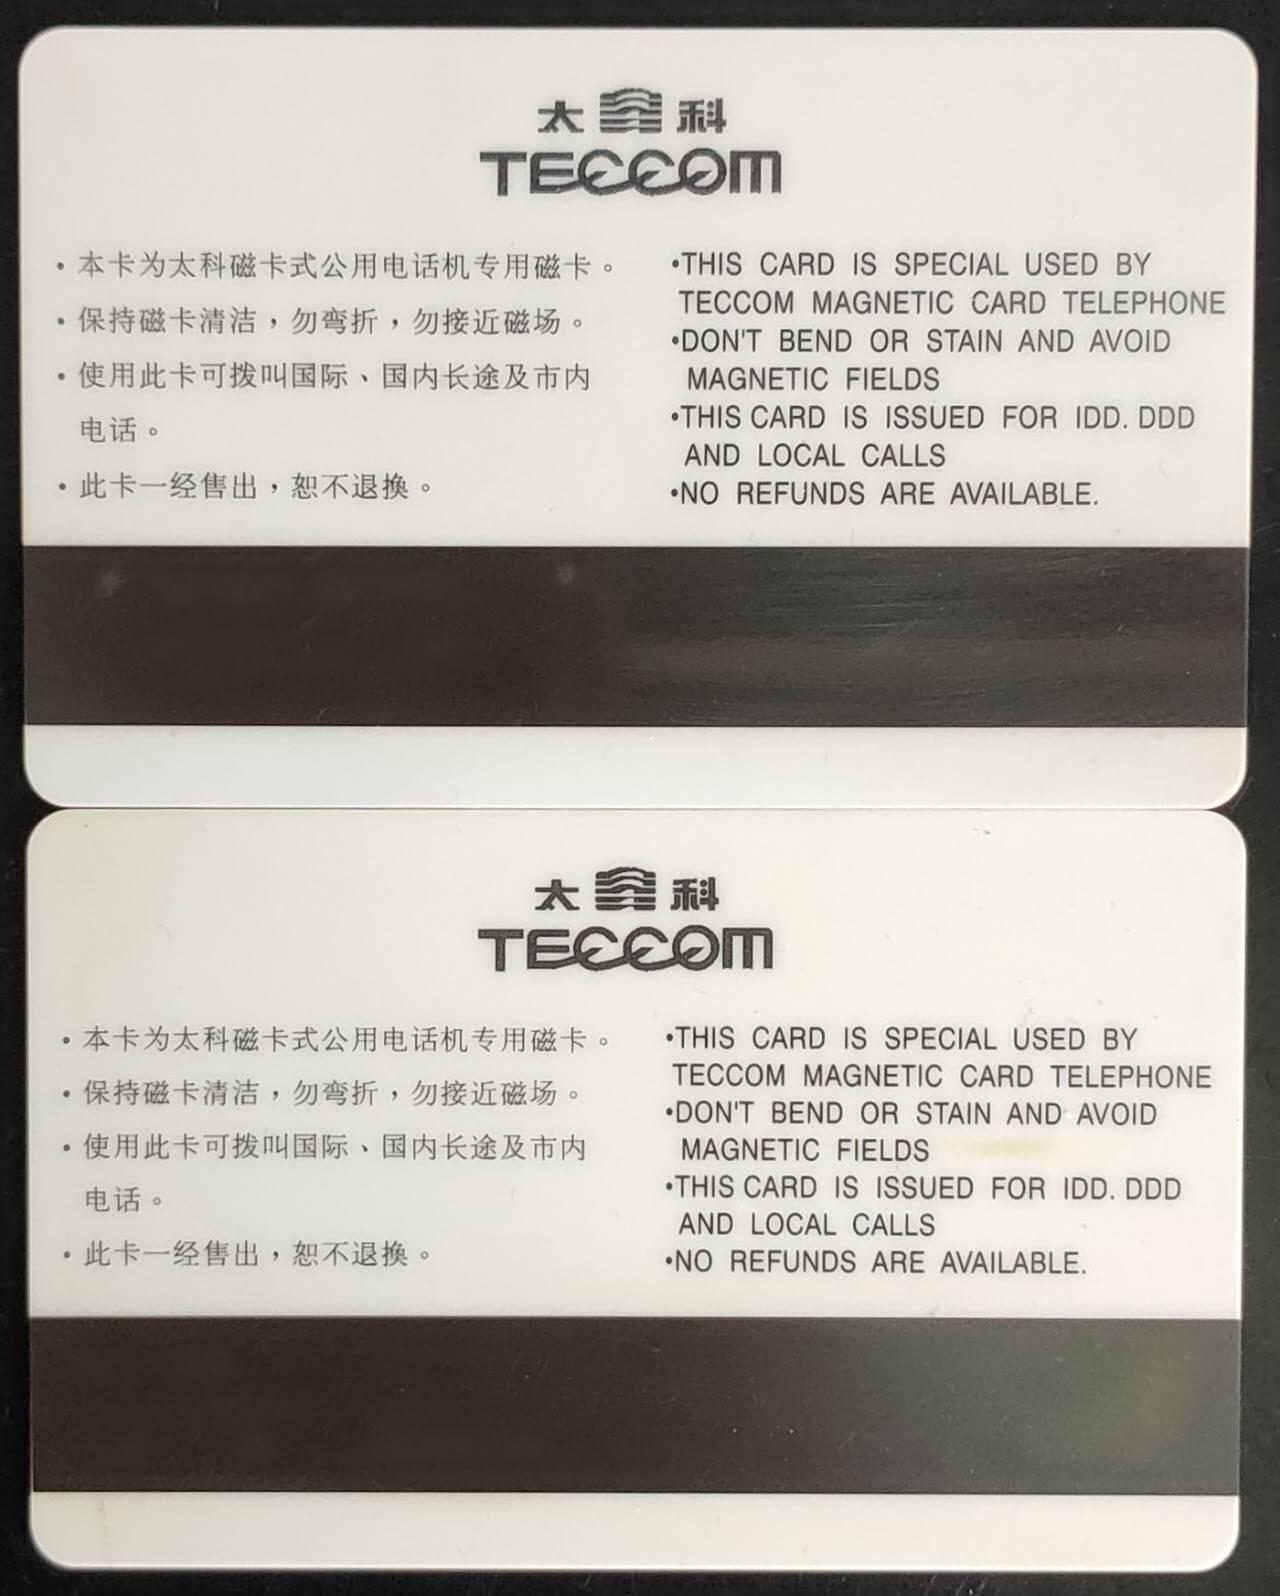 太 科
TECCOM
·本卡为太科磁卡式公用电话机专用磁卡。
·保持磁卡清洁，勿弯折，勿接近磁场。
·使用此卡可拨叫国际、国内长途及市内
电话。
·此卡一经售出，恕不退换。
·THIS CARD IS SPECIAL USED BY
TECCOM MAGNETIC CARD TELEPHONE
·DON'T BEND OR STAIN AND AVOID
MAGNETIC FIELDS
·THIS CARD IS ISSUED FOR IDD. DDD
AND LOCAL CALLS
·NO REFUNDS ARE AVAILABLE.
太 科
TECCOM
·本卡为太科磁卡式公用电话机专用磁卡。
·保持磁卡清洁，勿弯折，勿接近磁场。
·使用此卡可拨叫国际、国内长途及市内
电话。
·此卡一经售出，恕不退换。
·THIS CARD IS SPECIAL USED BY
TECCOM MAGNETIC CARD TELEPHONE
·DON'T BEND OR STAIN AND AVOID
MAGNETIC FIELDS
·THIS CARD IS ISSUED FOR IDD. DDD
AND LOCAL CALLS
·NO REFUNDS ARE AVAILABLE.